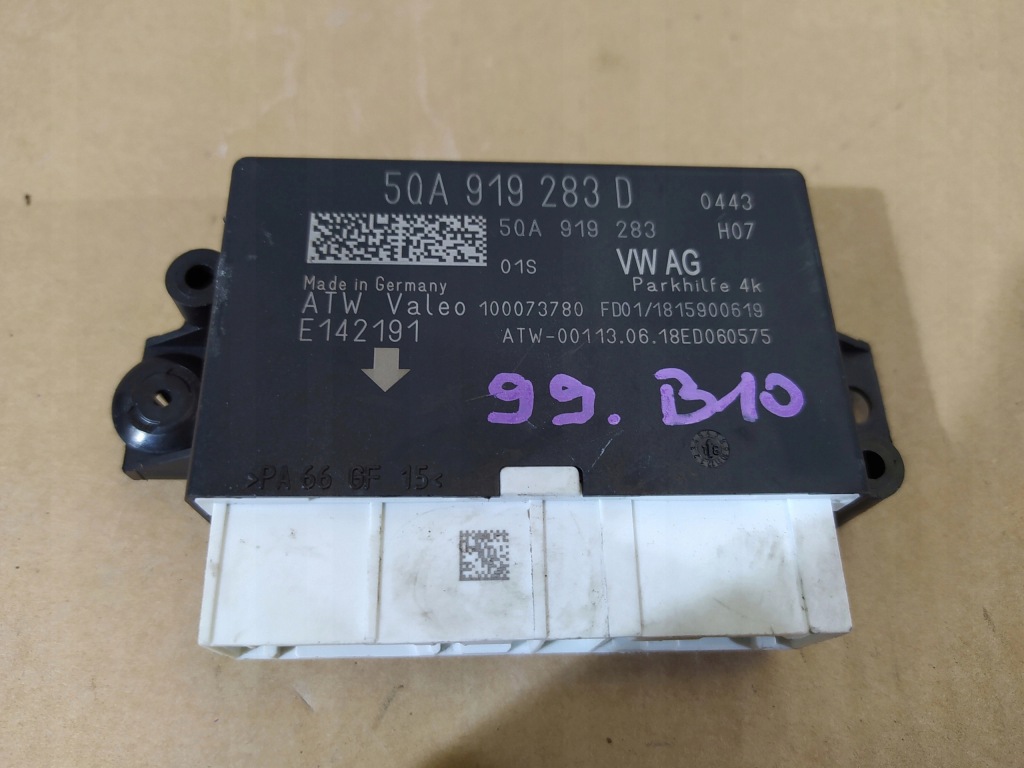 5QA 919 283 D 0443
5QA 919 283 H07
01S VW AG
Made in Germany Parkhilfe 4k
ATW Valeo 100073780 FD01/1815900619
E142191 ATW-00113.06.18ED060575
99. B10
>PA 66 GF 15<